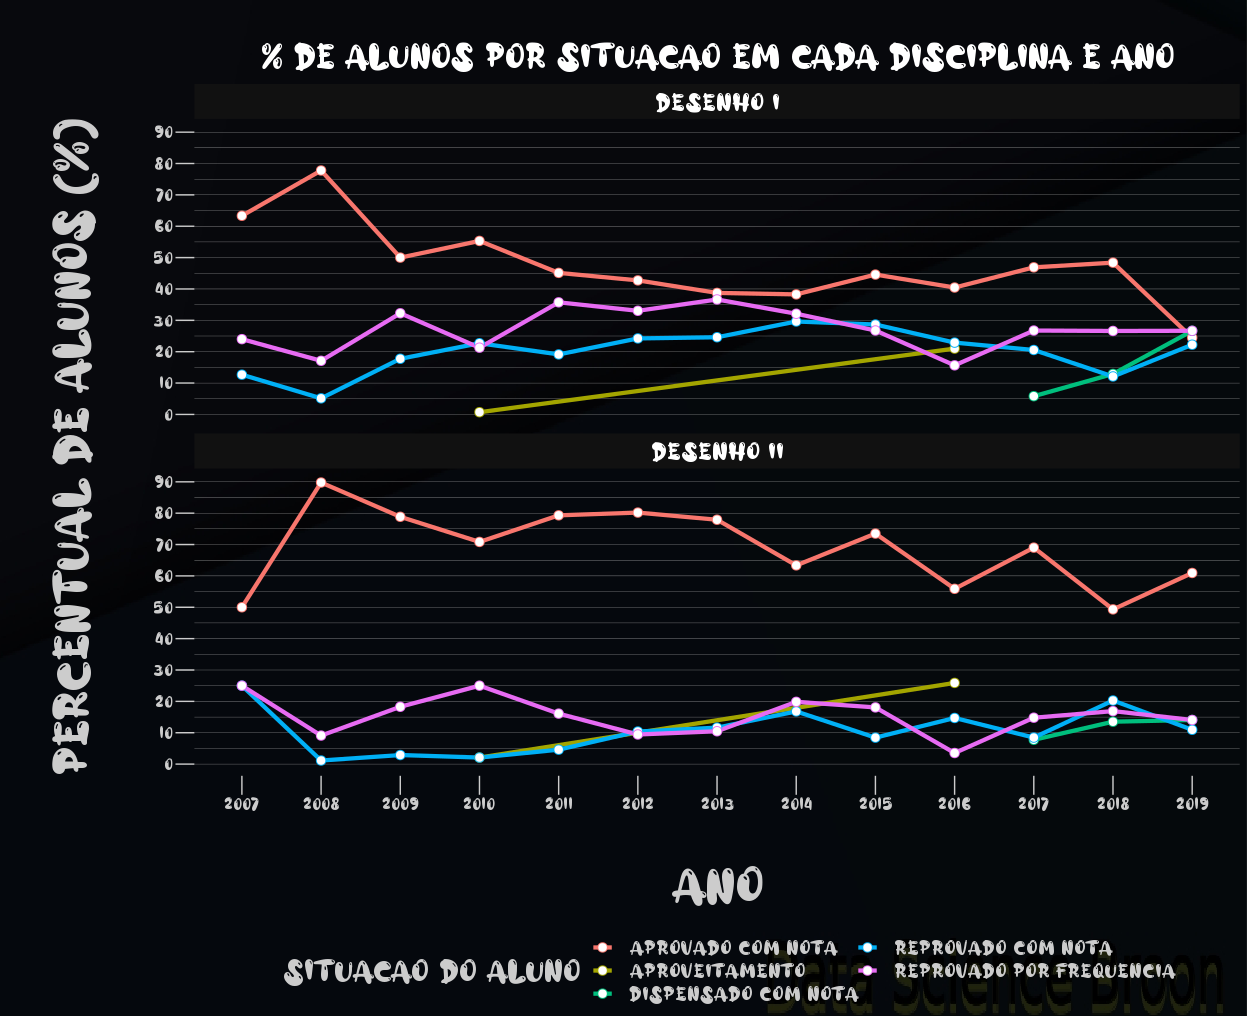 % DE ALUNOS POR SITUACAO EM CADA DISCIPLINA E ANO
DESENHO I
90
80
70
60
50
40
30
20
10
0
PERCENTUAL DE ALUNOS (%)
DESENHO II
90
80
70
60
50
40
30
20
10
0
2007 2008 2009 2010 2011 2012 2013 2014 2015 2016 2017 2018 2019
ANO
SITUACAO DO ALUNO
APROVADO COM NOTA
APROVEITAMENTO
DISPENSADO COM NOTA
REPROVADO COM NOTA
REPROVADO POR FREQUENCIA
Data Science Broon